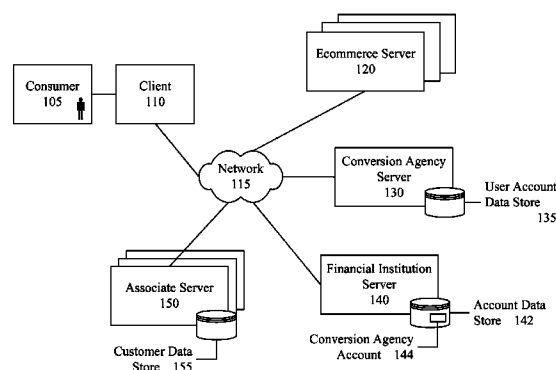 Ecommerce Server
120
Consumer
105
Client
110
Network
115
Conversion Agency
Server
130
User Account
Data Store
135
Associate Server
150
Financial Institution
Server
140
Account Data
Store 142
Customer Data
Store 155
Conversion Agency
Account 144